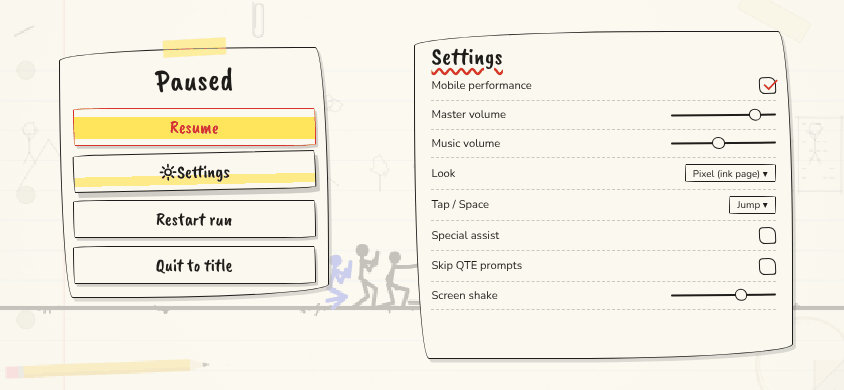 Paused
Resume
Settings
Restart run
Quit to title
Settings
Mobile performance
Master volume
Music volume
Look
Pixel (ink page) ▾
Tap / Space
Jump ▾
Special assist
Skip QTE prompts
Screen shake